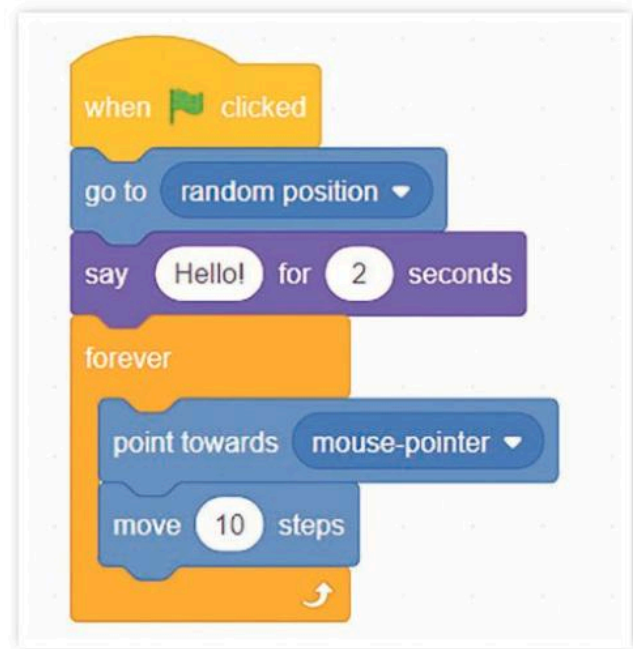 when clicked
go to random position
say Hello! for 2 seconds
forever
point towards mouse-pointer
move 10 steps